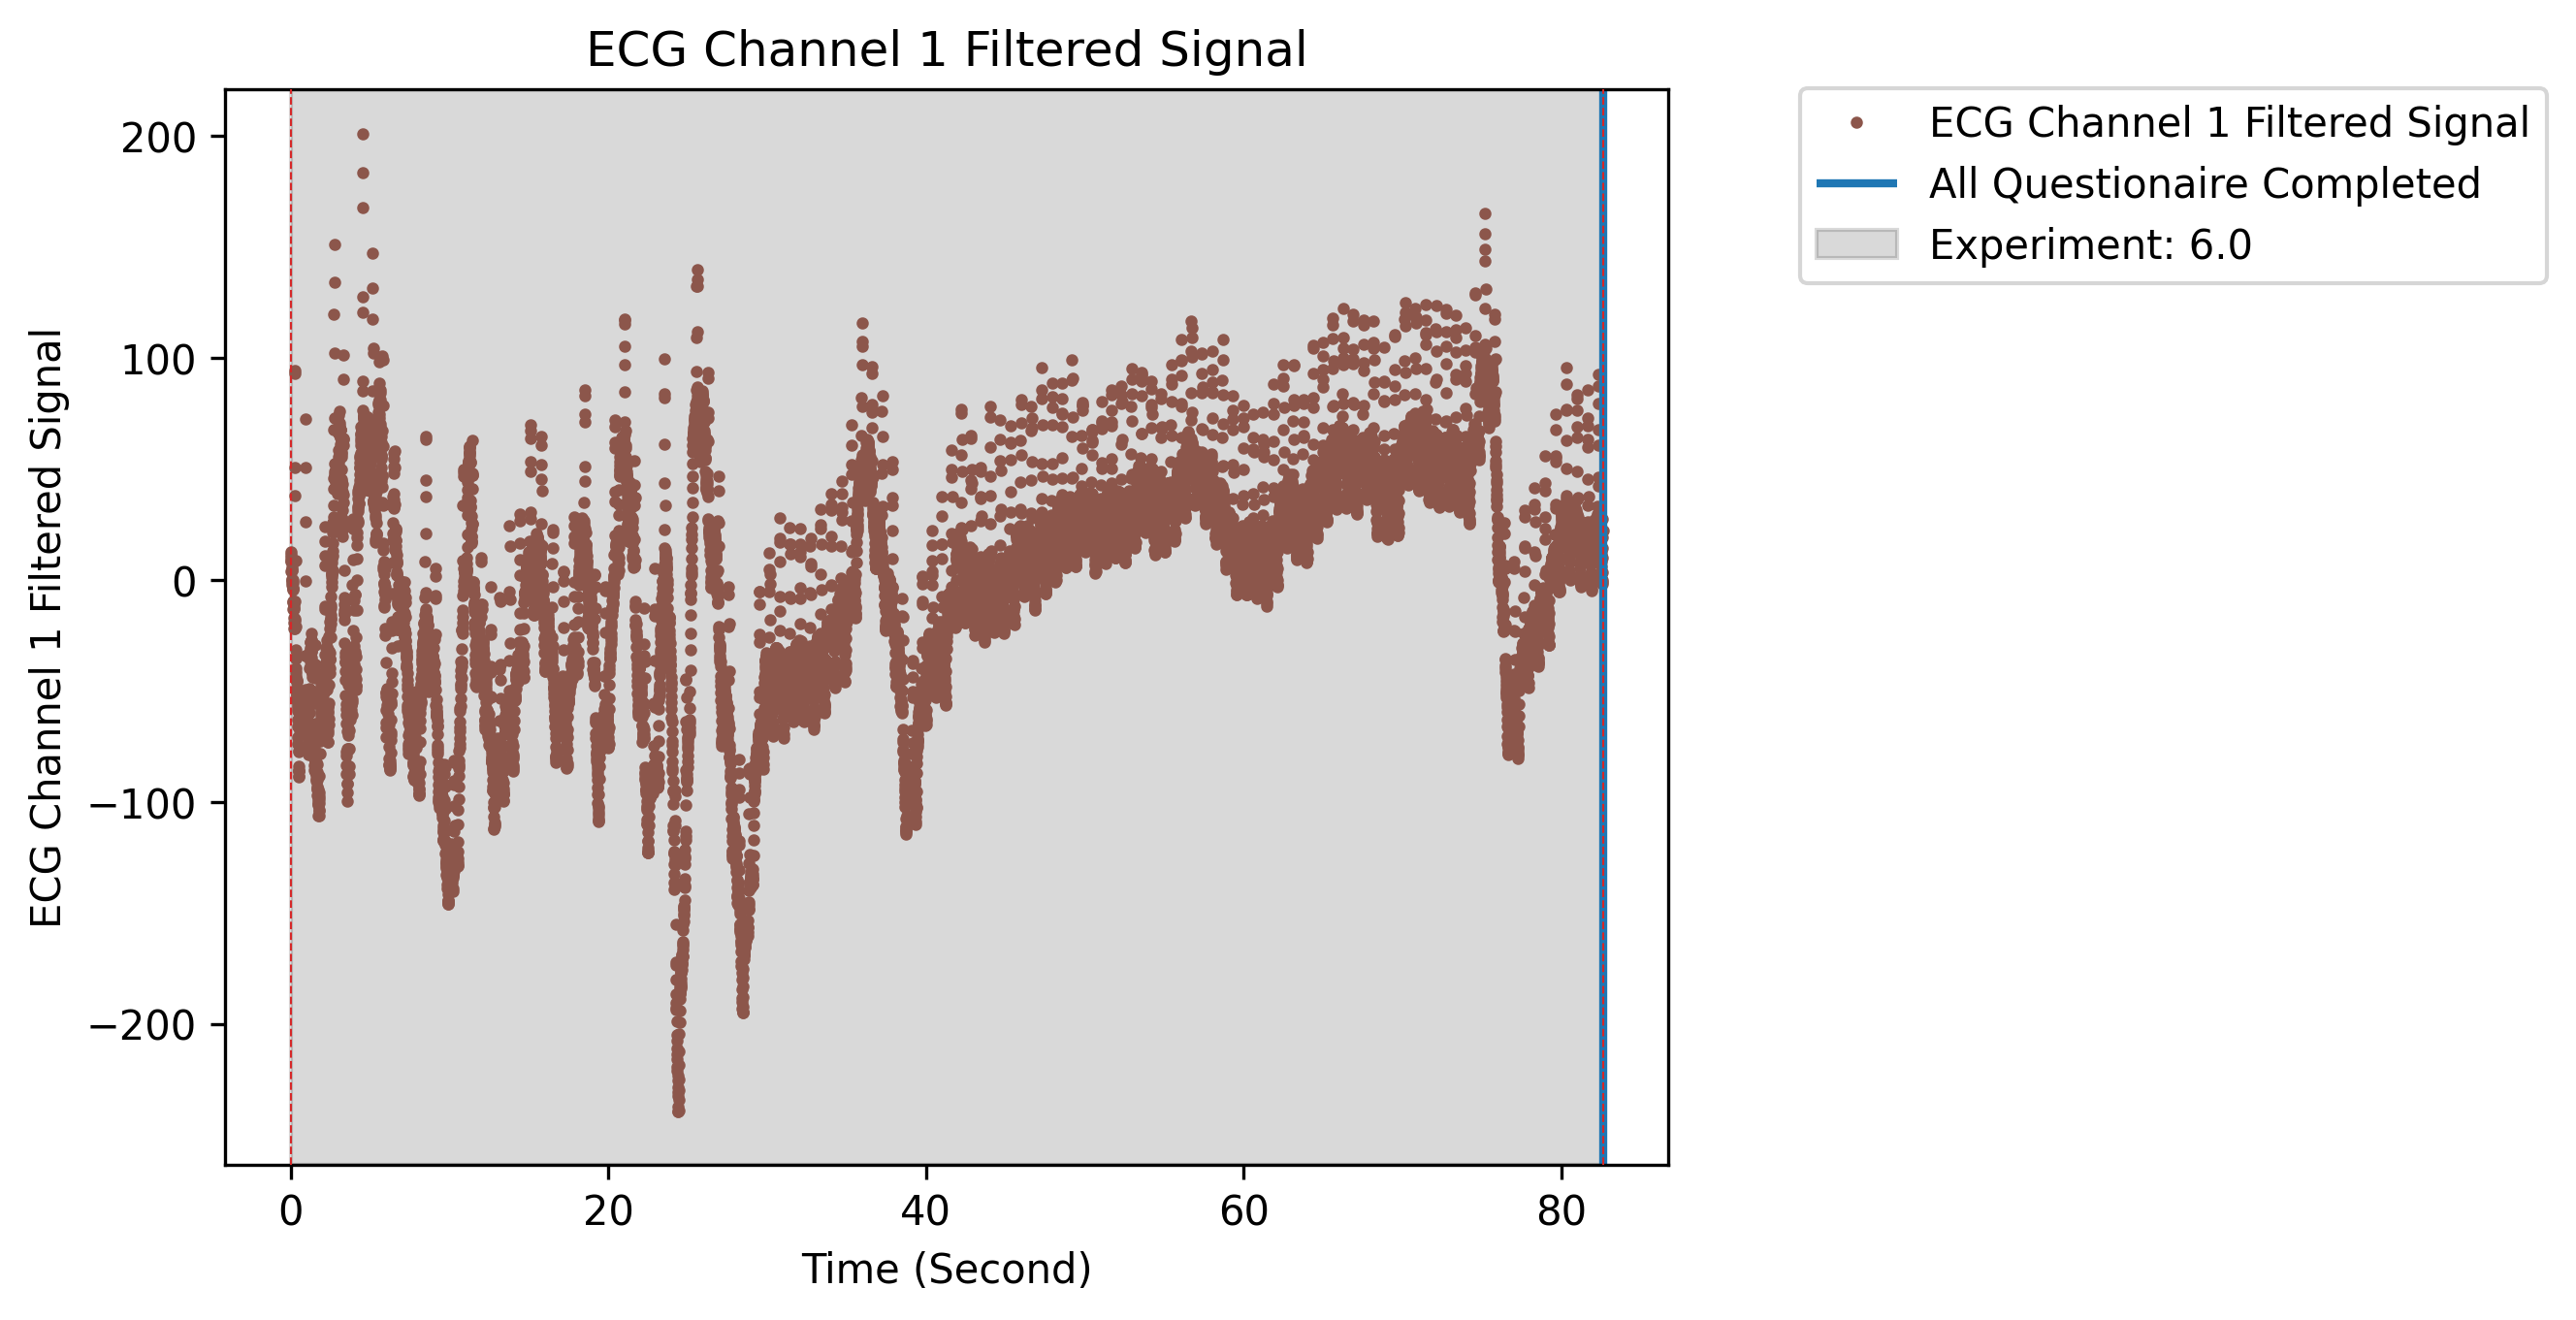 ECG Channel 1 Filtered Signal
ECG Channel 1 Filtered Signal
All Questionaire Completed
Experiment: 6.0
ECG Channel 1 Filtered Signal
200
100
0
−100
−200
0 20 40 60 80
Time (Second)